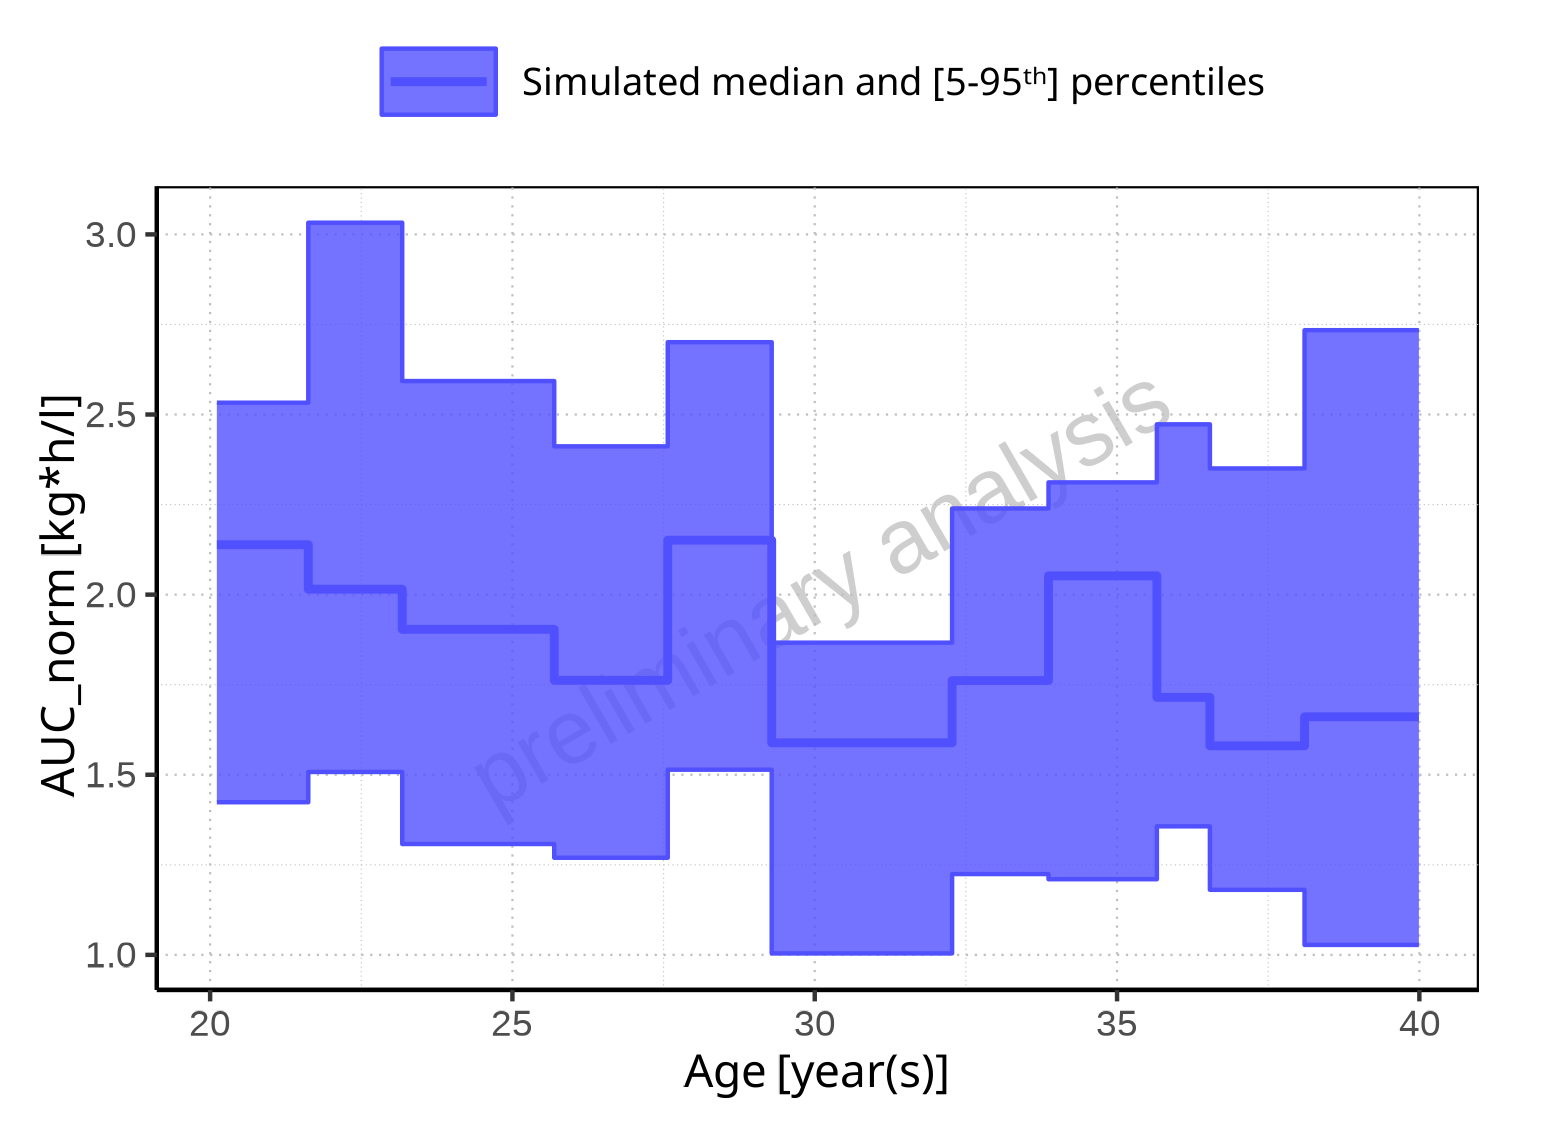 Simulated median and [5-95ᵗʰ] percentiles
AUC_norm [kg*h/l]
3.0
2.5
2.0
1.5
1.0
preliminary analysis
20 25 30 35 40
Age [year(s)]